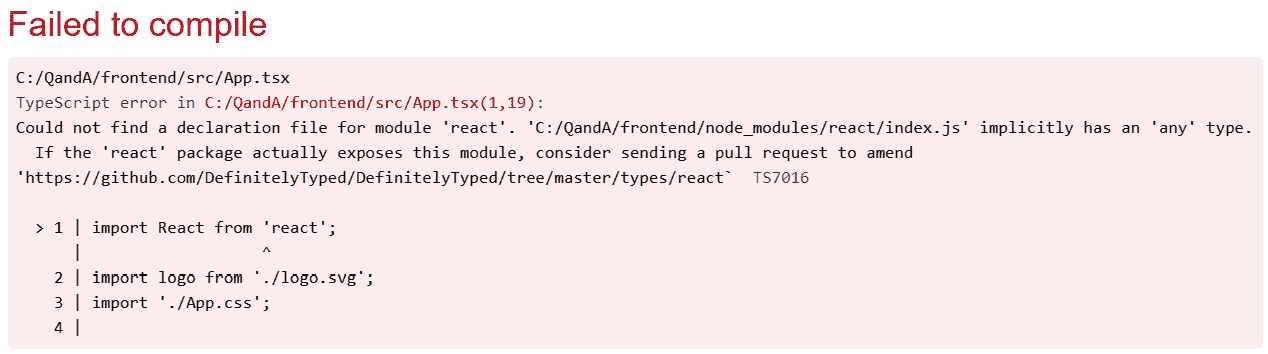 Failed to compile
C:/QandA/frontend/src/App.tsx
TypeScript error in C:/QandA/frontend/src/App.tsx(1,19):
Could not find a declaration file for module 'react'. 'C:/QandA/frontend/node_modules/react/index.js' implicitly has an 'any' type.
If the 'react' package actually exposes this module, consider sending a pull request to amend
'https://github.com/DefinitelyTyped/DefinitelyTyped/tree/master/types/react` TS7016
> 1 | import React from 'react';
| ^
2 | import logo from './logo.svg';
3 | import './App.css';
4 |